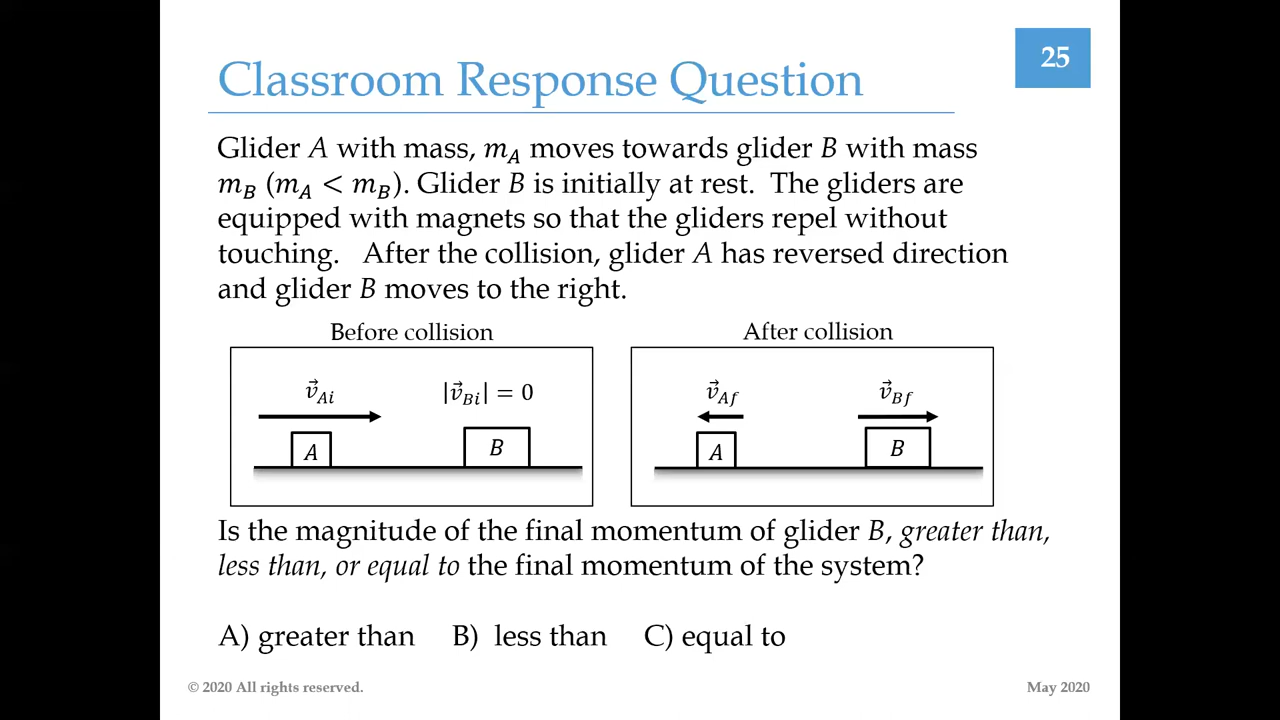 25
Classroom Response Question
Glider A with mass, m_A moves towards glider B with mass
m_B (m_A < m_B). Glider B is initially at rest. The gliders are
equipped with magnets so that the gliders repel without
touching. After the collision, glider A has reversed direction
and glider B moves to the right.
Before collision
v⃗_Ai |v⃗_Bi| = 0
A B
After collision
v⃗_Af v⃗_Bf
A B
Is the magnitude of the final momentum of glider B, greater than,
less than, or equal to the final momentum of the system?
A) greater than B) less than C) equal to
© 2020 All rights reserved. May 2020